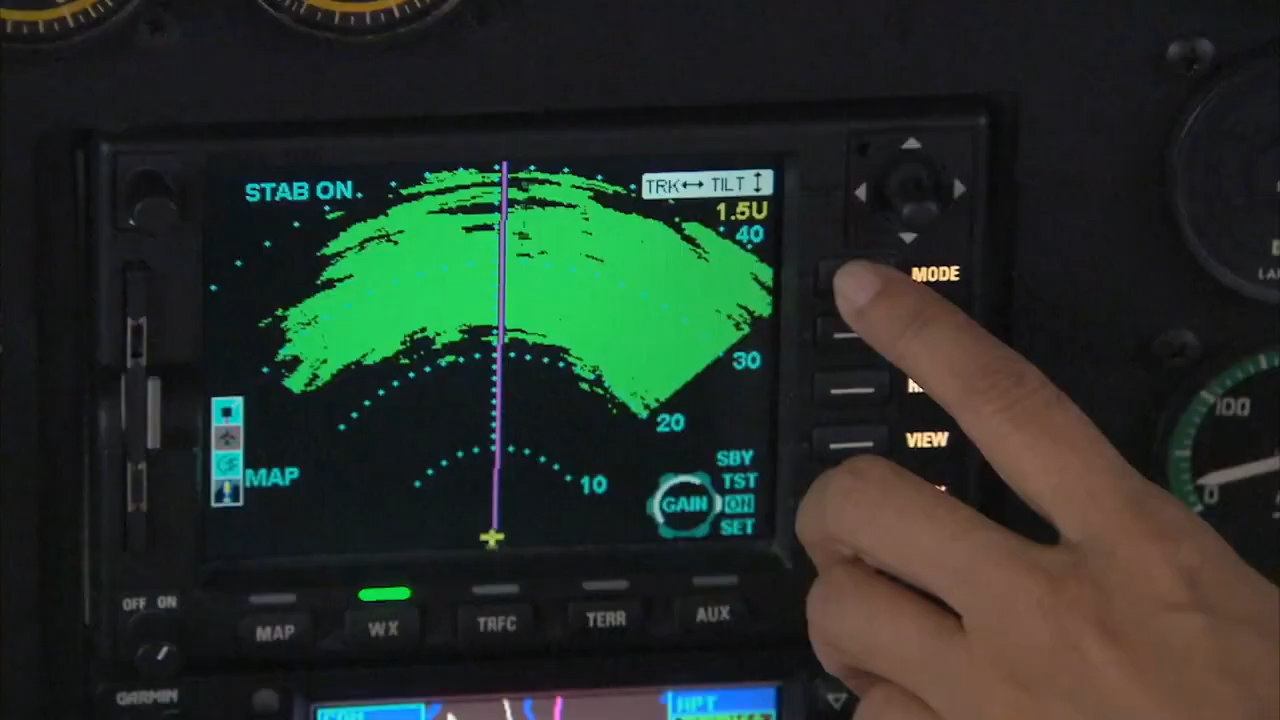 STAB ON
TRK↔ TILT↕
1.5U
40
MODE
30
20
VIEW
MAP
10
SBY
TST
GAIN
ON
SET
100
0
OFF ON
MAP
WX
TRFC
TERR
AUX
GARMIN